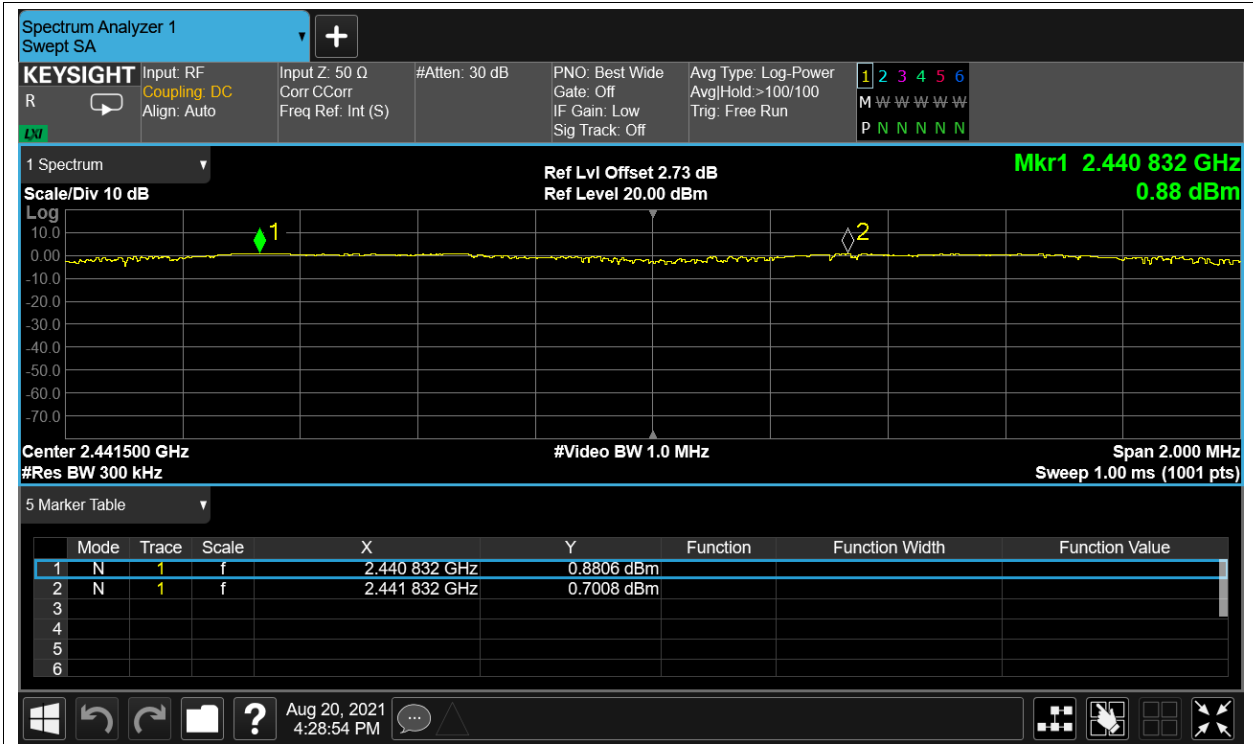 Spectrum Analyzer 1
Swept SA
KEYSIGHT Input: RF Input Z: 50 Ω #Atten: 30 dB PNO: Best Wide Avg Type: Log-Power 1 2 3 4 5 6
R Coupling: DC Corr CCorr Gate: Off Avg|Hold:>100/100 M W W W W W W
Align: Auto Freq Ref: Int (S) IF Gain: Low Trig: Free Run
LXI Sig Track: Off P N N N N N N
1 Spectrum Ref Lvl Offset 2.73 dB Mkr1 2.440 832 GHz
Scale/Div 10 dB Ref Level 20.00 dBm 0.88 dBm
Log
10.0 1 2
0.00
-10.0
-20.0
-30.0
-40.0
-50.0
-60.0
-70.0
Center 2.441500 GHz #Video BW 1.0 MHz Span 2.000 MHz
#Res BW 300 kHz Sweep 1.00 ms (1001 pts)
5 Marker Table
Mode Trace Scale X Y Function Function Width Function Value
1 N 1 f 2.440 832 GHz 0.8806 dBm
2 N 1 f 2.441 832 GHz 0.7008 dBm
3
4
5
6
? Aug 20, 2021
4:28:54 PM